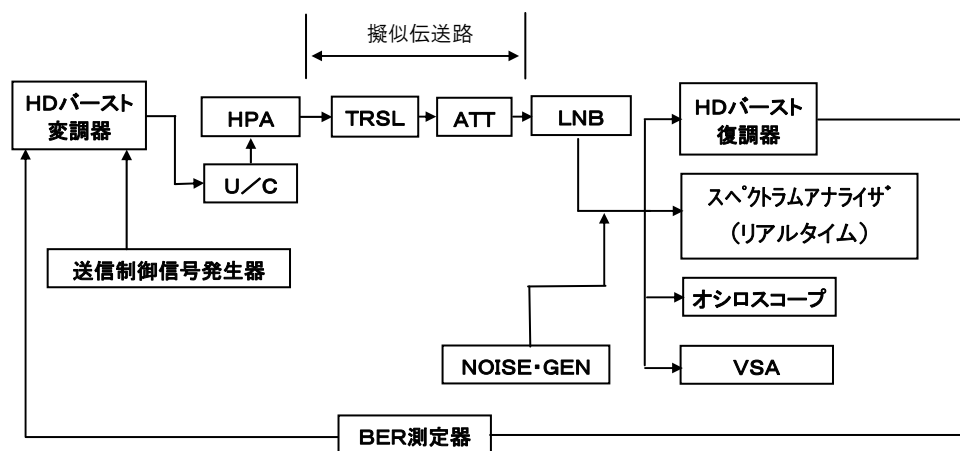 擬似伝送路
HDバースト
変調器
HPA
TRSL
ATT
LNB
HDバースト
復調器
U／C
スペクトラムアナライザ
（リアルタイム）
送信制御信号発生器
オシロスコープ
NOISE・GEN
VSA
BER測定器